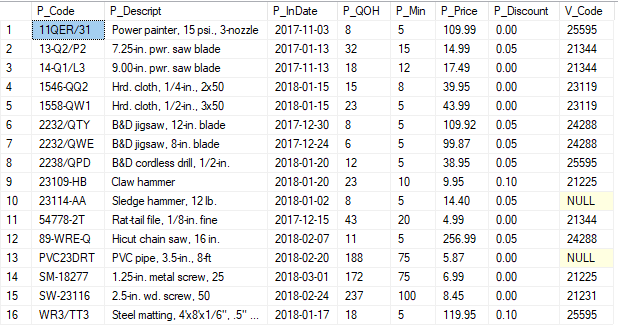 P_Code P_Descript P_InDate P_QOH P_Min P_Price P_Discount V_Code
1 11QER/31 Power painter, 15 psi., 3-nozzle 2017-11-03 8 5 109.99 0.00 25595
2 13-Q2/P2 7.25-in. pwr. saw blade 2017-01-13 32 15 14.99 0.05 21344
3 14-Q1/L3 9.00-in. pwr. saw blade 2017-11-13 18 12 17.49 0.00 21344
4 1546-QQ2 Hrd. cloth, 1/4-in., 2x50 2018-01-15 15 8 39.95 0.00 23119
5 1558-QW1 Hrd. cloth, 1/2-in., 3x50 2018-01-15 23 5 43.99 0.00 23119
6 2232/QTY B&D jigsaw, 12-in. blade 2017-12-30 8 5 109.92 0.05 24288
7 2232/QWE B&D jigsaw, 8-in. blade 2017-12-24 6 5 99.87 0.05 24288
8 2238/QPD B&D cordless drill, 1/2-in. 2018-01-20 12 5 38.95 0.05 25595
9 23109-HB Claw hammer 2018-01-20 23 10 9.95 0.10 21225
10 23114-AA Sledge hammer, 12 lb. 2018-01-02 8 5 14.40 0.05 NULL
11 54778-2T Rat-tail file, 1/8-in. fine 2017-12-15 43 20 4.99 0.00 21344
12 89-WRE-Q Hicut chain saw, 16 in. 2018-02-07 11 5 256.99 0.05 24288
13 PVC23DRT PVC pipe, 3.5-in., 8-ft 2018-02-20 188 75 5.87 0.00 NULL
14 SM-18277 1.25-in. metal screw, 25 2018-03-01 172 75 6.99 0.00 21225
15 SW-23116 2.5-in. wd. screw, 50 2018-02-24 237 100 8.45 0.00 21231
16 WR3/TT3 Steel matting, 4'x8'x1/6", .5" ... 2018-01-17 18 5 119.95 0.10 25595